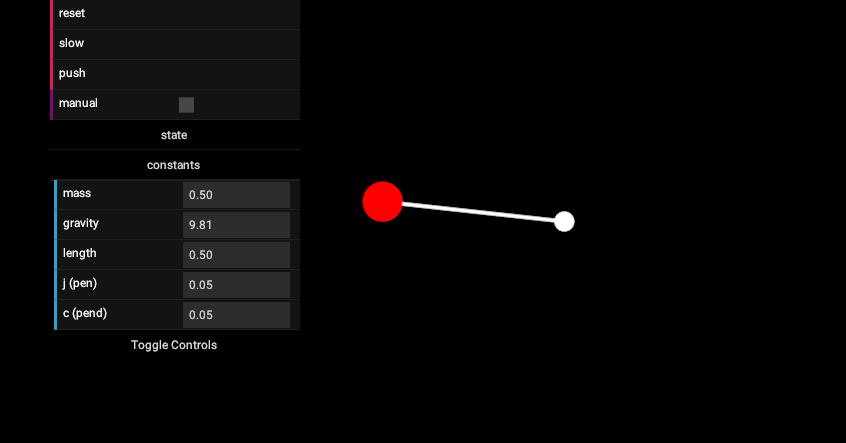 reset
slow
push
manual
state
constants
mass 0.50
gravity 9.81
length 0.50
j (pen) 0.05
c (pend) 0.05
Toggle Controls